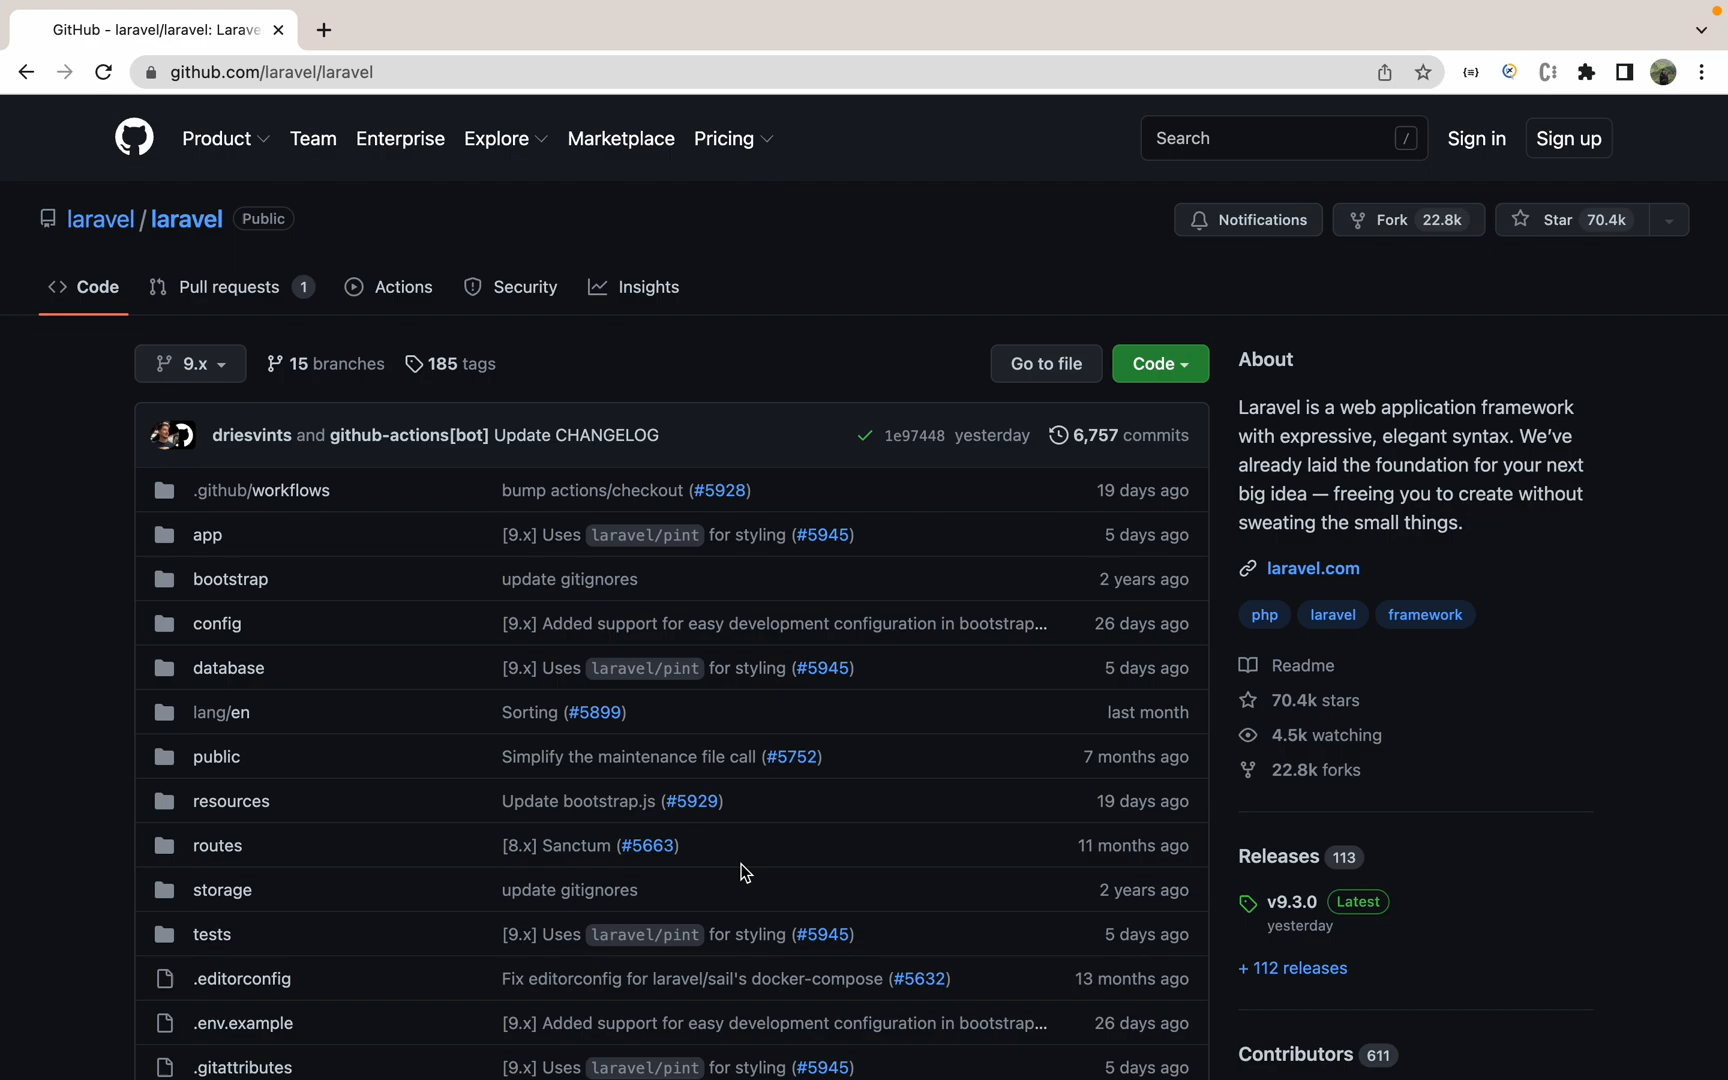 GitHub - laravel/laravel: Larave
github.com/laravel/laravel
Product Team Enterprise Explore Marketplace Pricing
Search / Sign in Sign up
laravel / laravel Public
Notifications Fork 22.8k Star 70.4k
Code Pull requests 1 Actions Security Insights
9.x 15 branches 185 tags Go to file Code
driesvints and github-actions[bot] Update CHANGELOG 1e97448 yesterday 6,757 commits
.github/workflows bump actions/checkout (#5928) 19 days ago
app [9.x] Uses laravel/pint for styling (#5945) 5 days ago
bootstrap update gitignores 2 years ago
config [9.x] Added support for easy development configuration in bootstrap... 26 days ago
database [9.x] Uses laravel/pint for styling (#5945) 5 days ago
lang/en Sorting (#5899) last month
public Simplify the maintenance file call (#5752) 7 months ago
resources Update bootstrap.js (#5929) 19 days ago
routes [8.x] Sanctum (#5663) 11 months ago
storage update gitignores 2 years ago
tests [9.x] Uses laravel/pint for styling (#5945) 5 days ago
.editorconfig Fix editorconfig for laravel/sail's docker-compose (#5632) 13 months ago
.env.example [9.x] Added support for easy development configuration in bootstrap... 26 days ago
.gitattributes [9.x] Uses laravel/pint for styling (#5945) 5 days ago
About
Laravel is a web application framework
with expressive, elegant syntax. We've
already laid the foundation for your next
big idea — freeing you to create without
sweating the small things.
laravel.com
php laravel framework
Readme
70.4k stars
4.5k watching
22.8k forks
Releases 113
v9.3.0 Latest
yesterday
+ 112 releases
Contributors 611